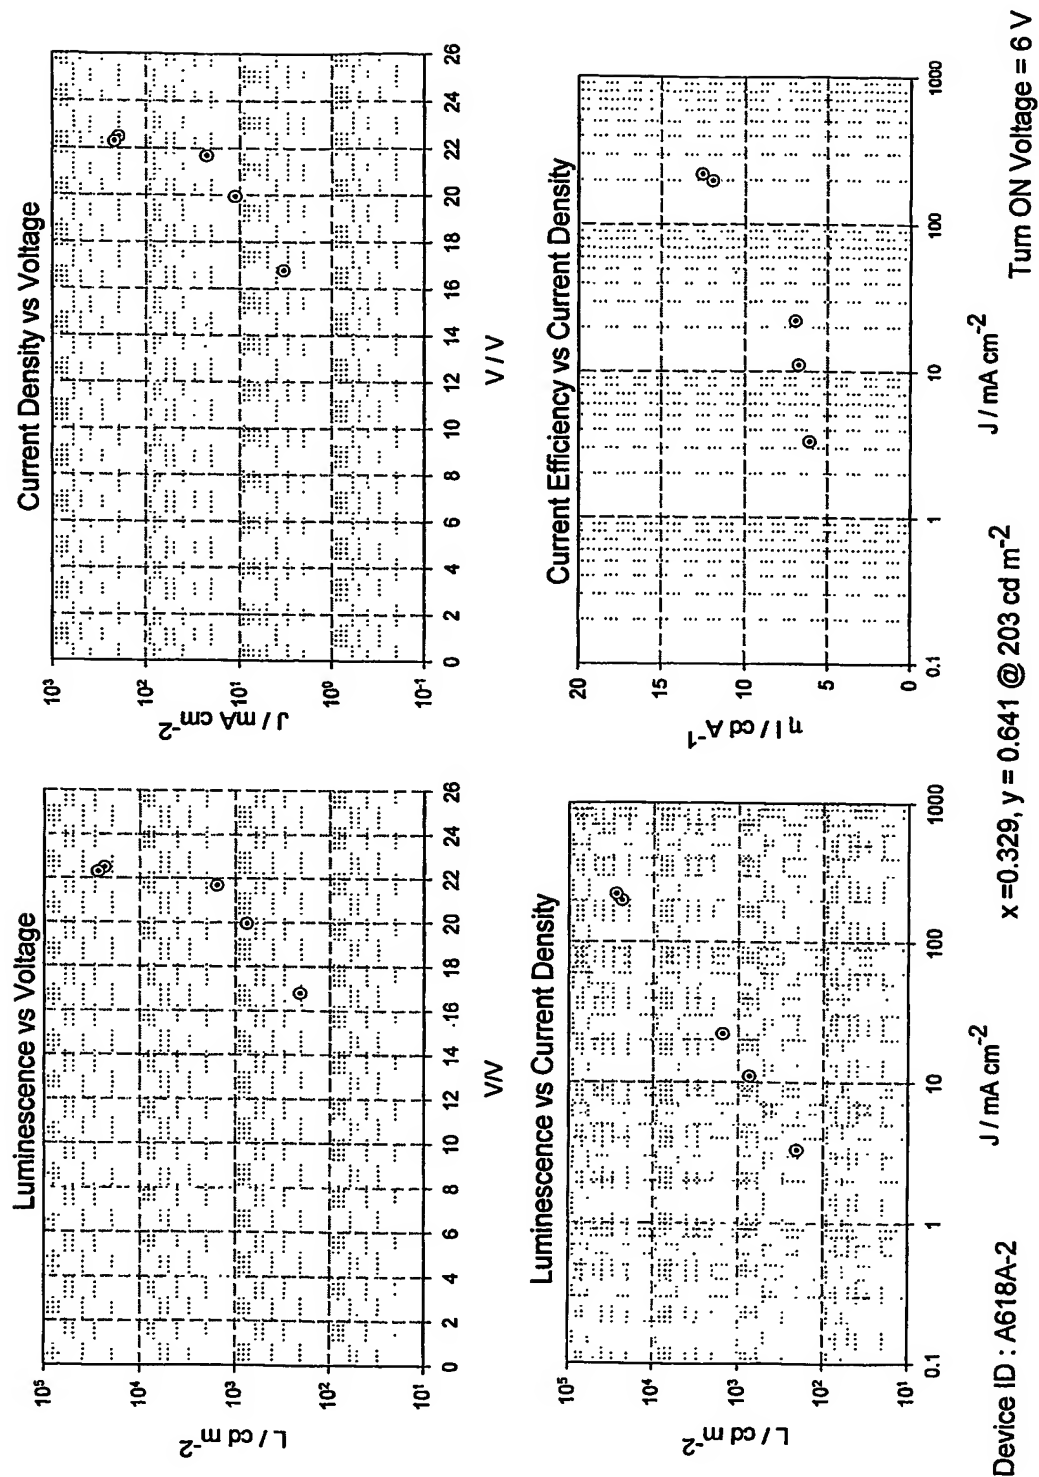 Luminescence vs Voltage
10⁵
10⁴
10³
10²
10¹
L / cd m⁻²
0 2 4 6 8 10 12 14 16 18 20 22 24 26
V/V
Current Density vs Voltage
10³
10²
10¹
10⁰
10⁻¹
J / mA cm⁻²
0 2 4 6 8 10 12 14 16 18 20 22 24 26
V / V
Luminescence vs Current Density
10⁵
10⁴
10³
10²
10¹
L / cd m⁻²
0.1 1 10 100 1000
J / mA cm⁻²
Current Efficiency vs Current Density
20
15
10
5
0
η I / cd A⁻¹
0.1 1 10 100 1000
J / mA cm⁻²
Device ID : A618A-2
x =0.329, y = 0.641 @ 203 cd m⁻²
Turn ON Voltage = 6 V